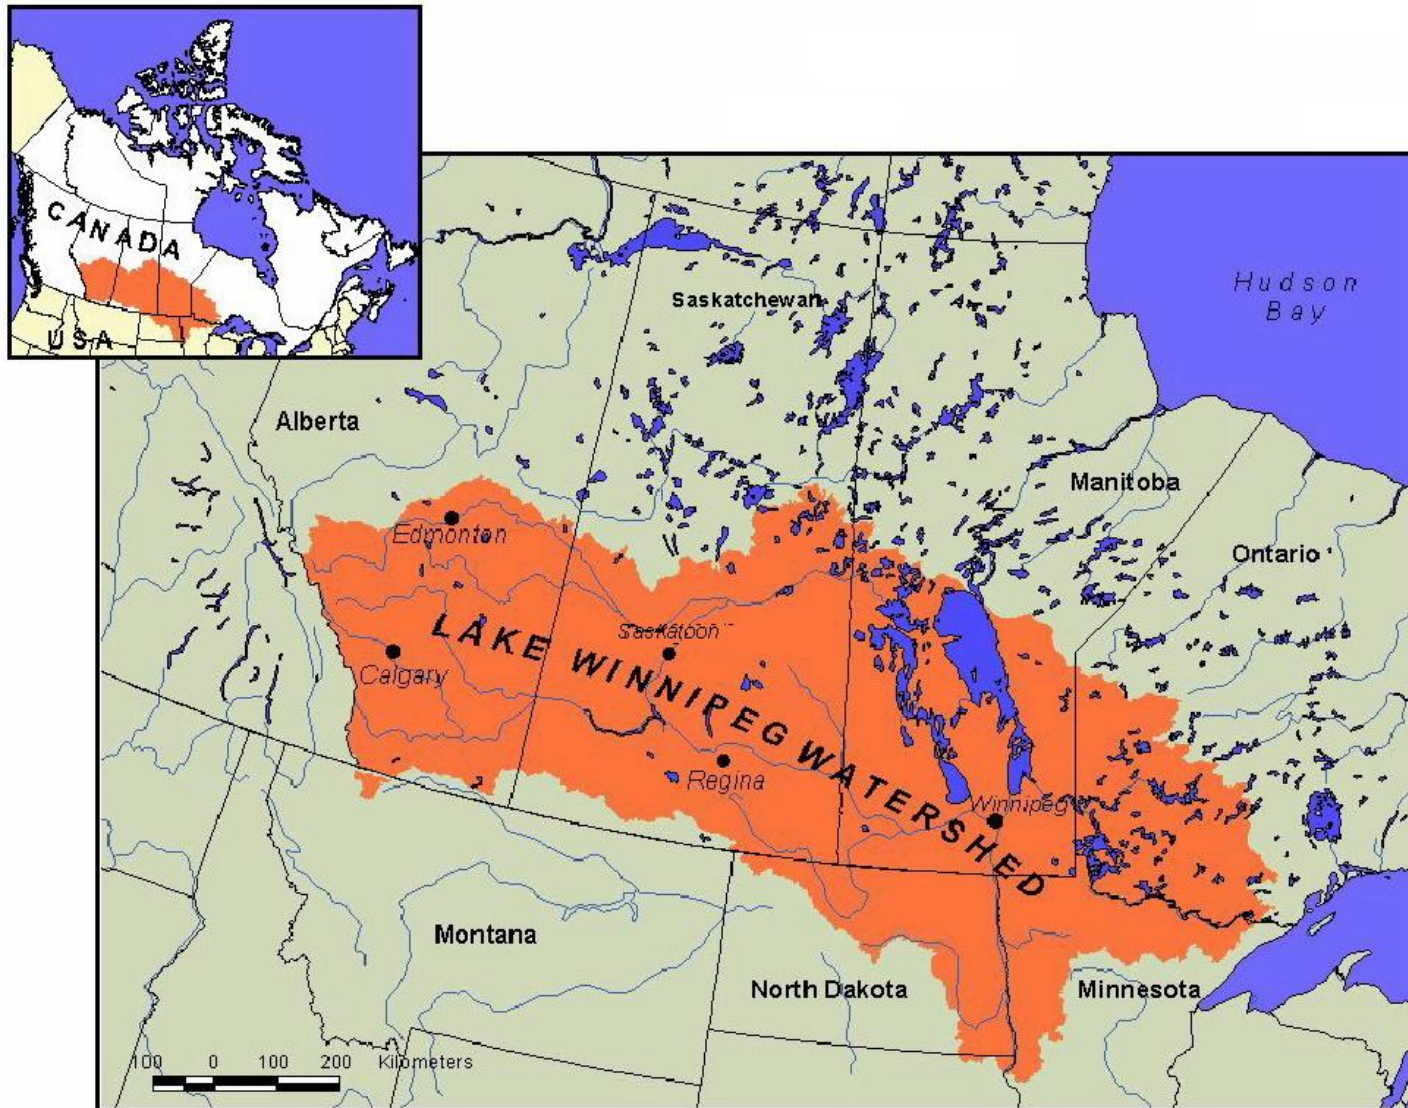 CANADA
USA
Hudson
Bay
Saskatchewan
Alberta
Manitoba
Ontario
Edmonton
Saskatoon
Calgary
LAKE WINNIPEG WATERSHED
Regina
Winnipeg
Montana
North Dakota
Minnesota
100 0 100 200 Kilometers